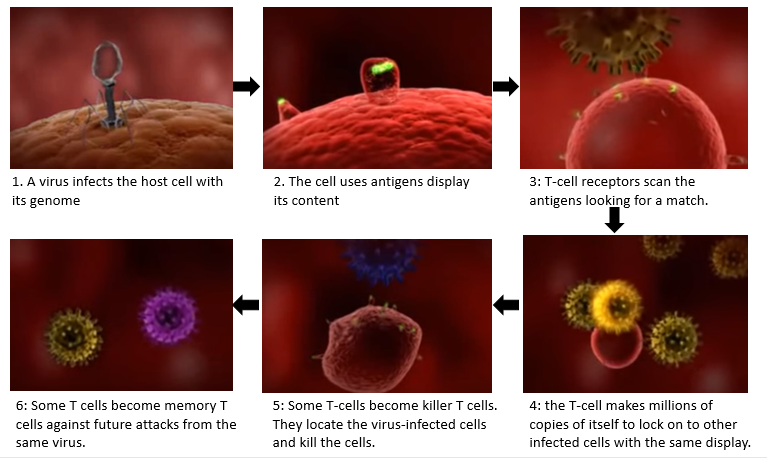 1. A virus infects the host cell with
its genome
2. The cell uses antigens display
its content
3: T-cell receptors scan the
antigens looking for a match.
4: the T-cell makes millions of
copies of itself to lock on to other
infected cells with the same display.
5: Some T-cells become killer T cells.
They locate the virus-infected cells
and kill the cells.
6: Some T cells become memory T
cells against future attacks from the
same virus.